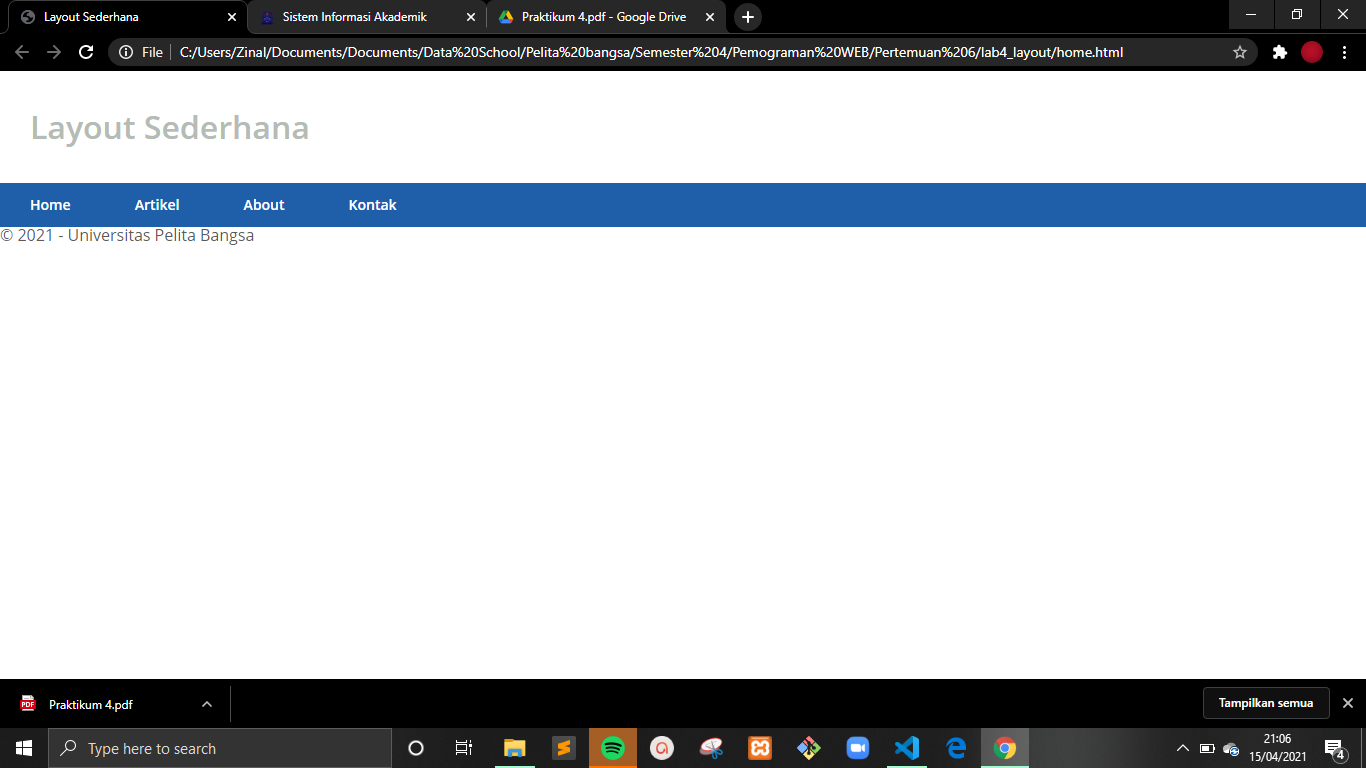 Layout Sederhana
Sistem Informasi Akademik
Praktikum 4.pdf - Google Drive
File
C:/Users/Zinal/Documents/Documents/Data%20School/Pelita%20bangsa/Semester%204/Pemograman%20WEB/Pertemuan%206/lab4_layout/home.html
Layout Sederhana
Home Artikel About Kontak
© 2021 - Universitas Pelita Bangsa
PDF
Praktikum 4.pdf
Tampilkan semua
Type here to search
21:06
15/04/2021
4